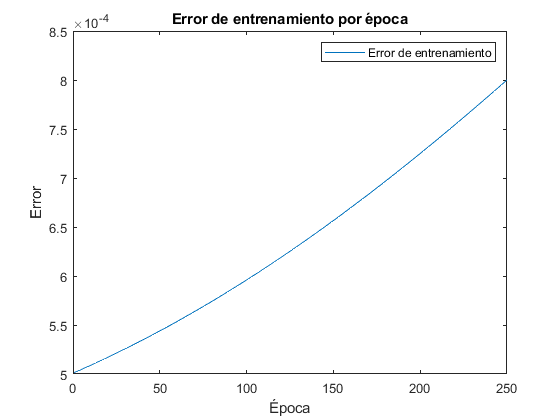 Error de entrenamiento por época
×10-4
Error de entrenamiento
8.5
8
7.5
7
6.5
6
5.5
5
Error
0 50 100 150 200 250
Época